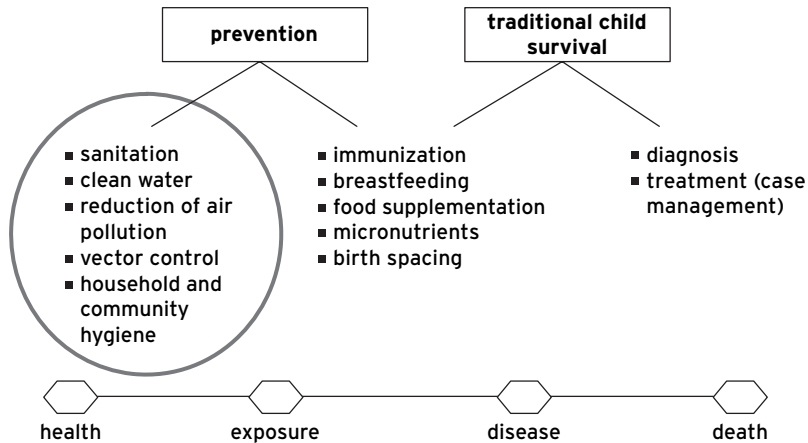 prevention
traditional child
survival
▪ sanitation
▪ clean water
▪ reduction of air
pollution
▪ vector control
▪ household and
community
hygiene
▪ immunization
▪ breastfeeding
▪ food supplementation
▪ micronutrients
▪ birth spacing
▪ diagnosis
▪ treatment (case
management)
health
exposure
disease
death